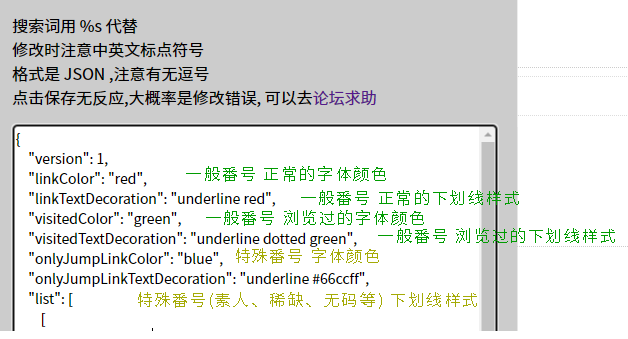 搜索词用 %s 代替
修改时注意中英文标点符号
格式是 JSON ,注意有无逗号
点击保存无反应,大概率是修改错误, 可以去论坛求助
{
"version": 1,
"linkColor": "red", 一般番号 正常的字体颜色
"linkTextDecoration": "underline red", 一般番号 正常的下划线样式
"visitedColor": "green", 一般番号 浏览过的字体颜色
"visitedTextDecoration": "underline dotted green", 一般番号 浏览过的下划线样式
"onlyJumpLinkColor": "blue", 特殊番号 字体颜色
"onlyJumpLinkTextDecoration": "underline #66ccff",
"list": [ 特殊番号(素人、稀缺、无码等) 下划线样式
[